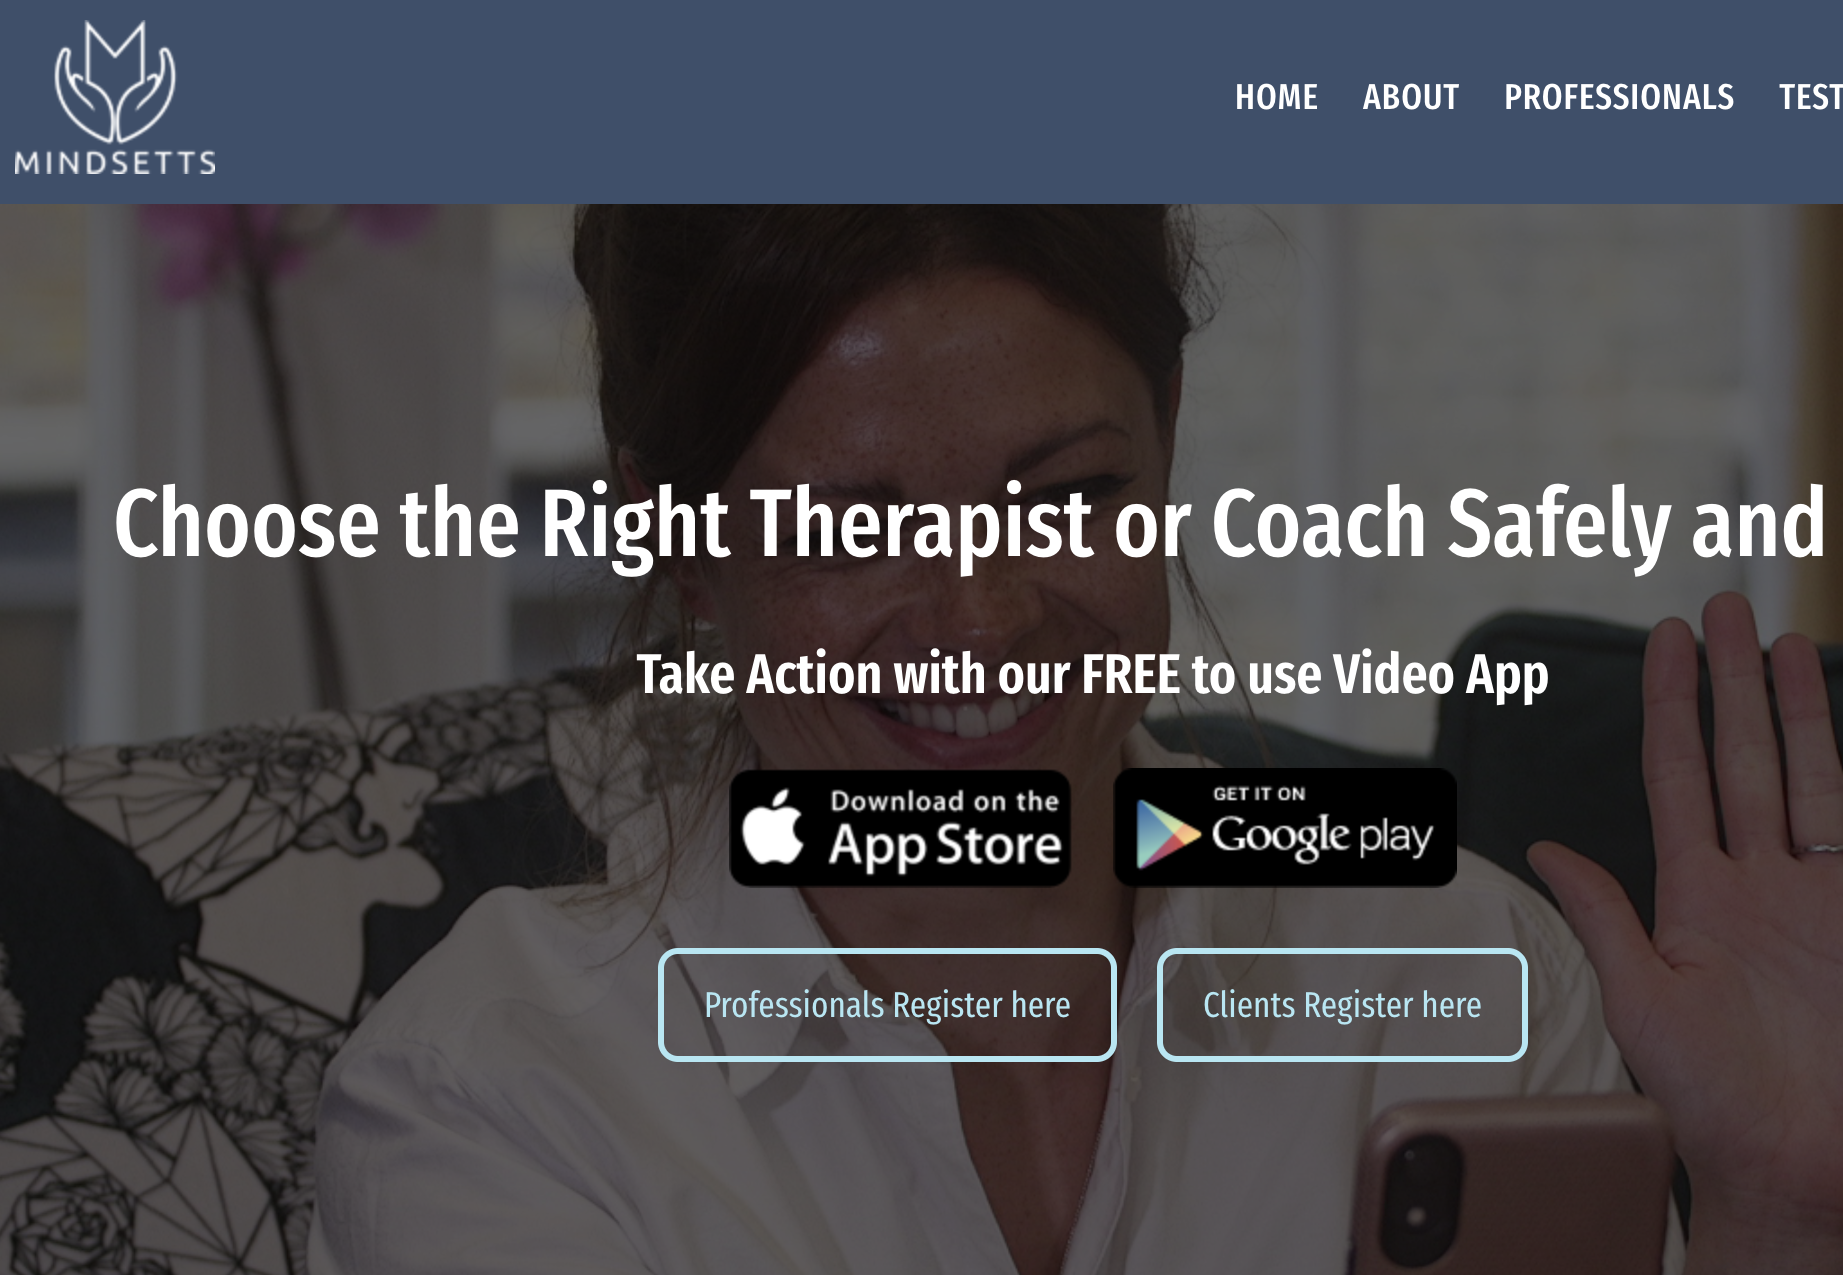 MINDSETTS
HOME ABOUT PROFESSIONALS TEST
Choose the Right Therapist or Coach Safely and
Take Action with our FREE to use Video App
Download on the
App Store
GET IT ON
Google play
Professionals Register here
Clients Register here